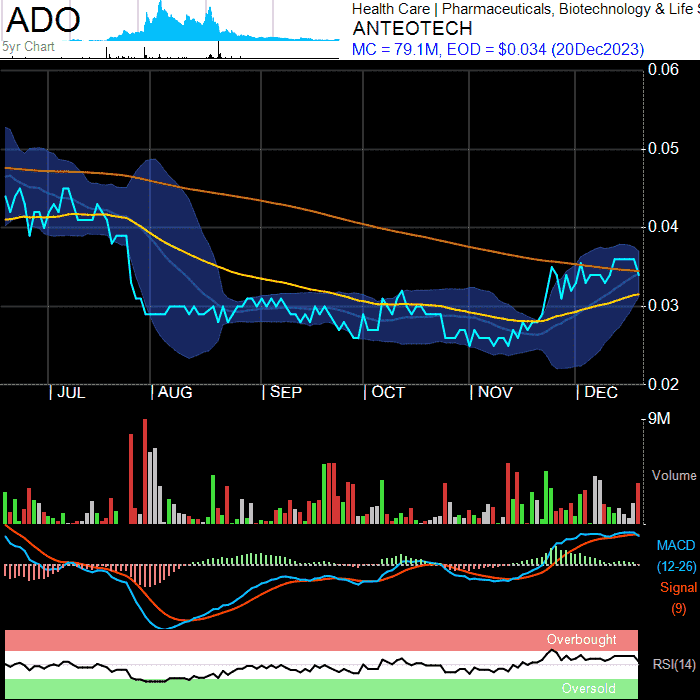 ADO
5yr Chart
Health Care | Pharmaceuticals, Biotechnology & Life
ANTEOTECH
MC = 79.1M, EOD = $0.034 (20Dec2023)
0.06
0.05
0.04
0.03
0.02
JUL AUG SEP OCT NOV DEC
9M
Volume
MACD
(12-26)
Signal
(9)
Overbought
RSI(14)
Oversold